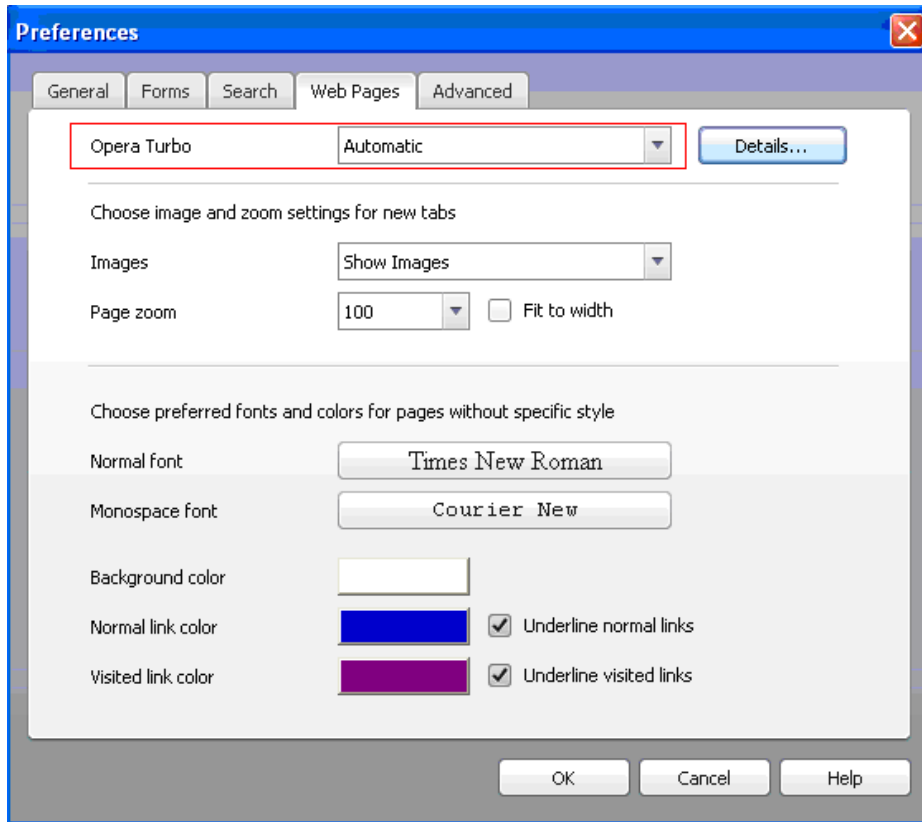 Preferences
General Forms Search Web Pages Advanced
Opera Turbo Automatic Details...
Choose image and zoom settings for new tabs
Images Show Images
Page zoom 100 Fit to width
Choose preferred fonts and colors for pages without specific style
Normal font Times New Roman
Monospace font Courier New
Background color
Normal link color Underline normal links
Visited link color Underline visited links
OK Cancel Help